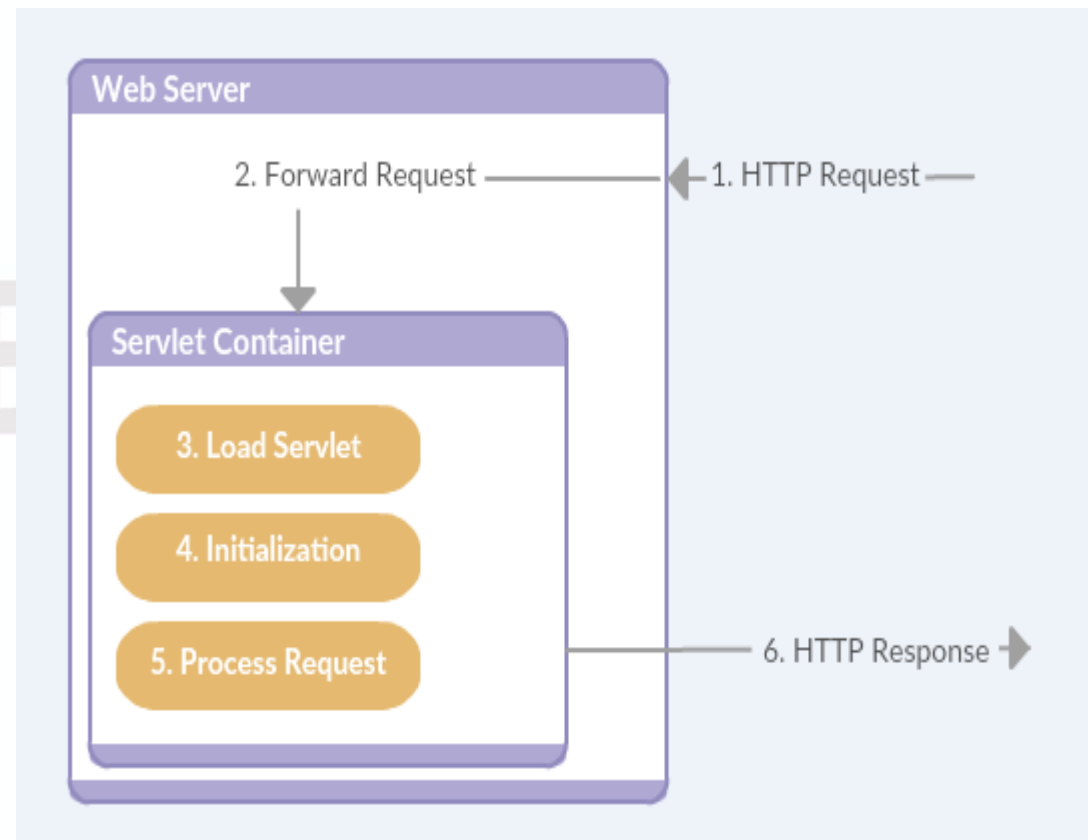 Web Server
2. Forward Request
1. HTTP Request
Servlet Container
3. Load Servlet
4. Initialization
5. Process Request
6. HTTP Response